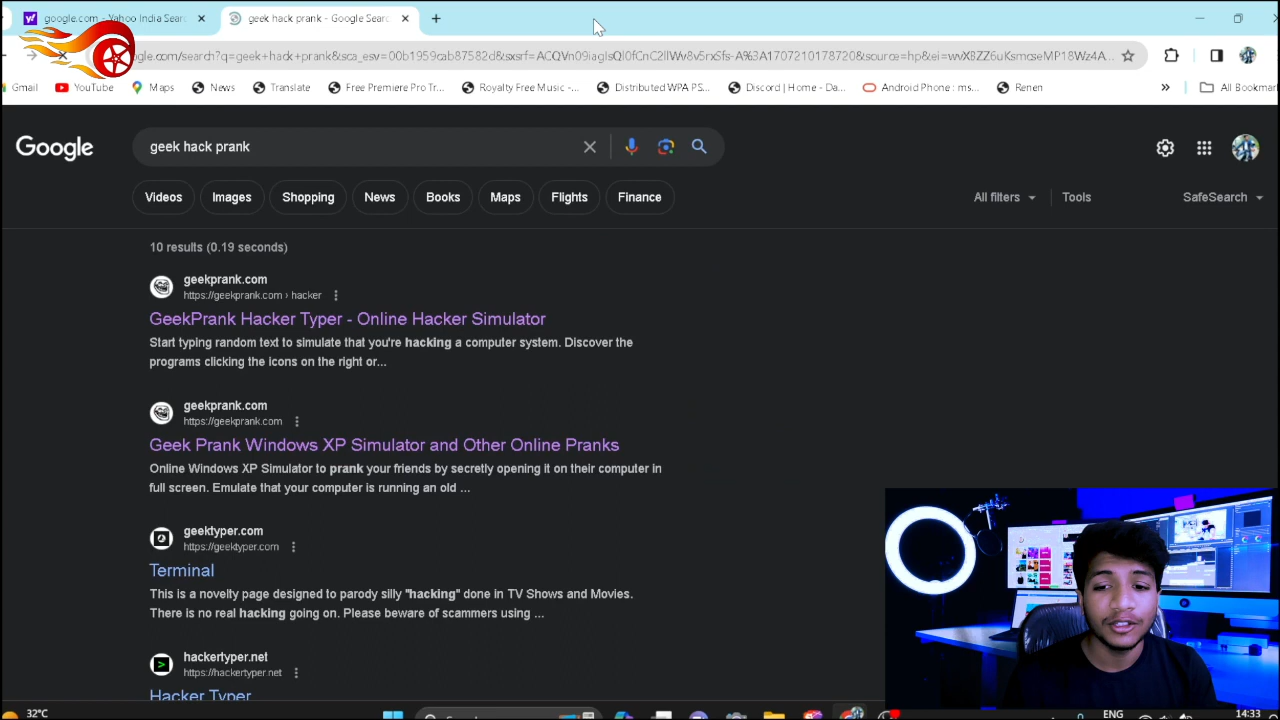 google.com - Yahoo India Sear
geek hack prank - Google Searc
Gmail
YouTube
Maps
News
Translate
Free Premiere Pro Tr...
Royalty Free Music -...
Distributed WPA PS...
Discord | Home - Da...
Android Phone : ms...
Renen
All Bookmar
Google
geek hack prank
Videos
Images
Shopping
News
Books
Maps
Flights
Finance
All filters
Tools
SafeSearch
10 results (0.19 seconds)
geekprank.com
https://geekprank.com › hacker
GeekPrank Hacker Typer - Online Hacker Simulator
Start typing random text to simulate that you're hacking a computer system. Discover the
programs clicking the icons on the right or...
geekprank.com
https://geekprank.com
Geek Prank Windows XP Simulator and Other Online Pranks
Online Windows XP Simulator to prank your friends by secretly opening it on their computer in
full screen. Emulate that your computer is running an old ...
geektyper.com
https://geektyper.com
Terminal
This is a novelty page designed to parody silly "hacking" done in TV Shows and Movies.
There is no real hacking going on. Please beware of scammers using ...
hackertyper.net
https://hackertyper.net
Hacker Typer
32°C
ENG
14:33